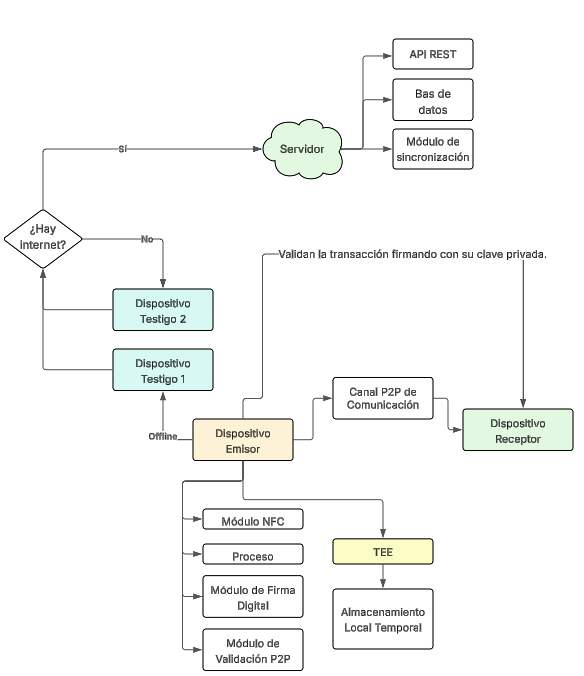 API REST
Bas de
datos
Módulo de
sincronización
Servidor
Sí
¿Hay
internet?
No
Validan la transacción firmando con su clave privada.
Dispositivo
Testigo 2
Dispositivo
Testigo 1
Canal P2P de
Comunicación
Offline
Dispositivo
Emisor
Dispositivo
Receptor
Módulo NFC
Proceso
TEE
Módulo de Firma
Digital
Almacenamiento
Local Temporal
Módulo de
Validación P2P